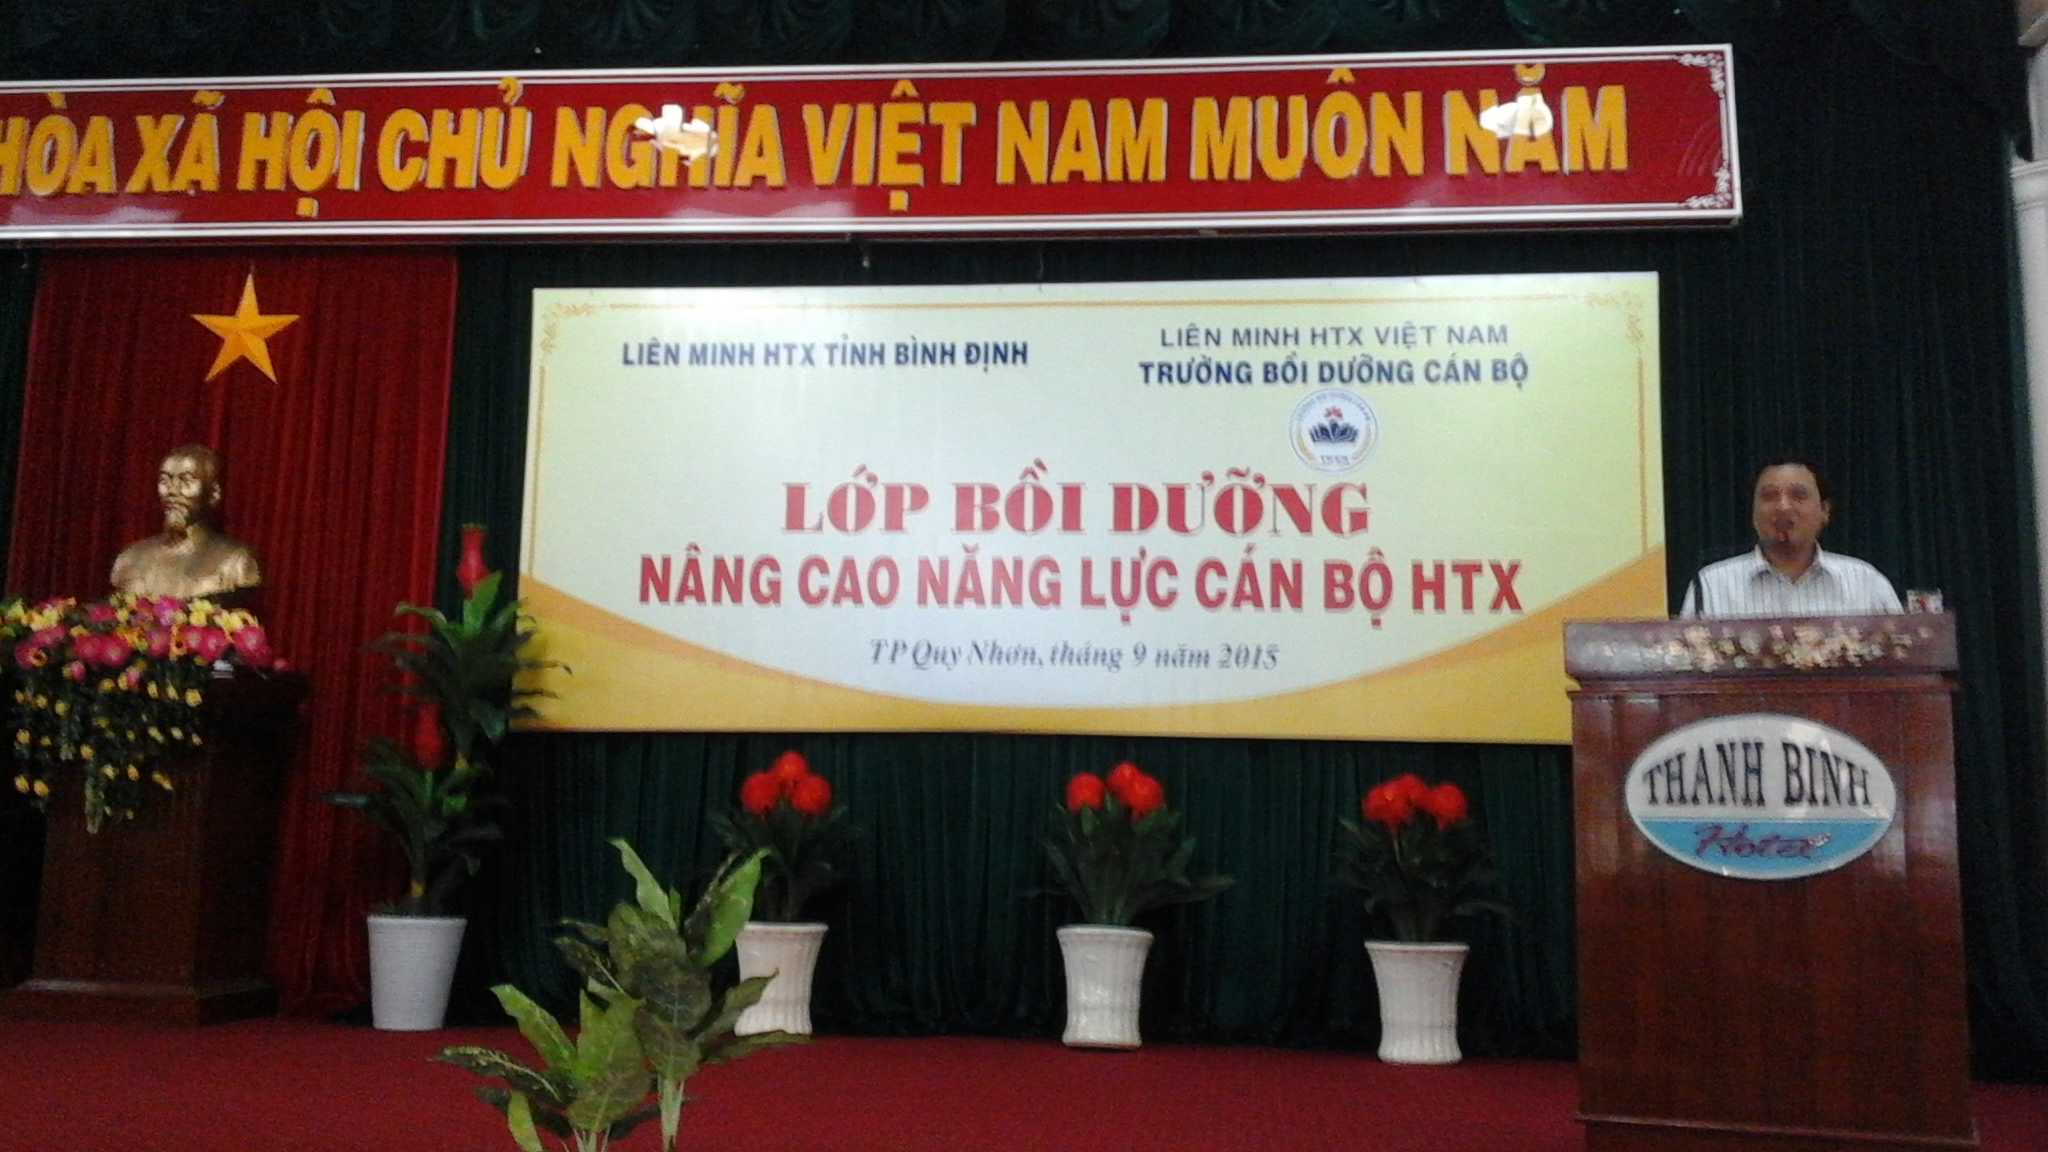 HÒA XÃ HỘI CHỦ NGHĨA VIỆT NAM MUÔN NĂM
LIÊN MINH HTX TỈNH BÌNH ĐỊNH
LIÊN MINH HTX VIỆT NAM
TRƯỜNG BỒI DƯỠNG CÁN BỘ
LỚP BỒI DƯỠNG
NÂNG CAO NĂNG LỰC CÁN BỘ HTX
TP Quy Nhơn, tháng 9 năm 2015
THANH BINH
Hotel